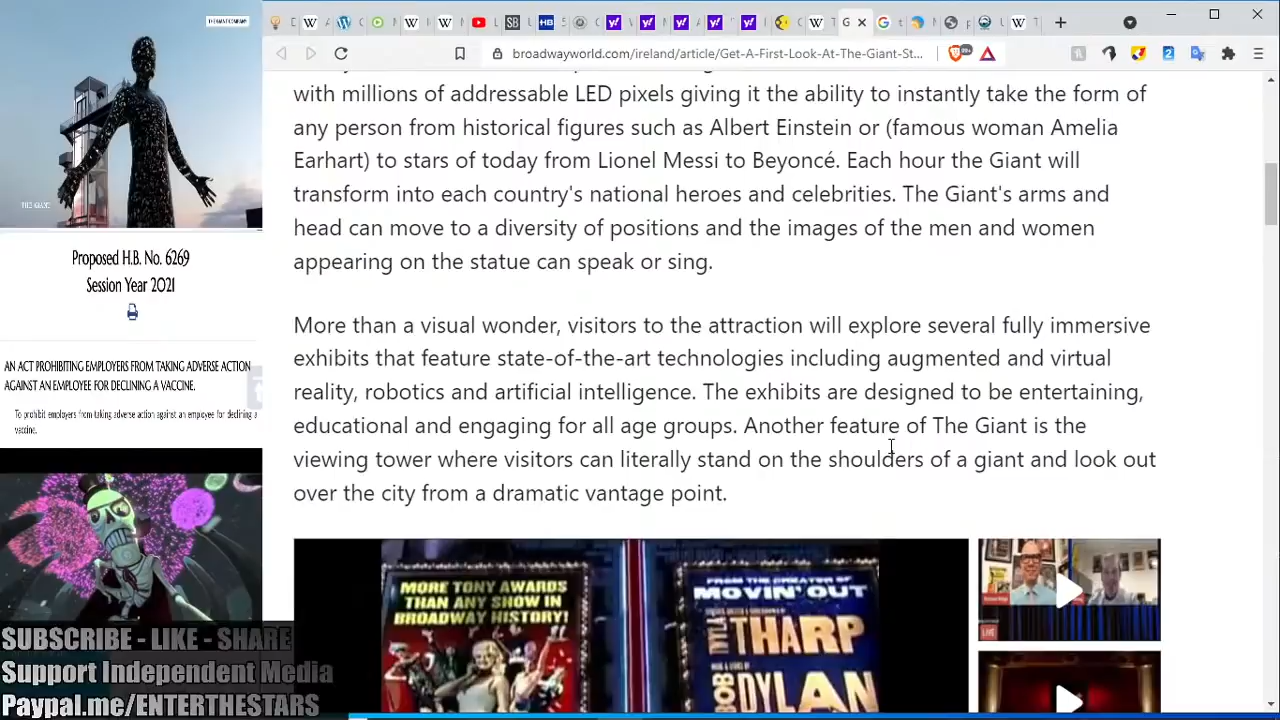 THE GIANT COMPANY
THE GIANT
Proposed H.B. No. 6269
Session Year 2021
AN ACT PROHIBITING EMPLOYERS FROM TAKING ADVERSE ACTION
AGAINST AN EMPLOYEE FOR DECLINING A VACCINE.
To prohibit employers from taking adverse action against an employee for declining a
vaccine.
SUBSCRIBE - LIKE - SHARE
Support Independent Media
Paypal.me/ENTERTHESTARS
broadwayworld.com/ireland/article/Get-A-First-Look-At-The-Giant-St...
with millions of addressable LED pixels giving it the ability to instantly take the form of
any person from historical figures such as Albert Einstein or (famous woman Amelia
Earhart) to stars of today from Lionel Messi to Beyoncé. Each hour the Giant will
transform into each country's national heroes and celebrities. The Giant's arms and
head can move to a diversity of positions and the images of the men and women
appearing on the statue can speak or sing.
More than a visual wonder, visitors to the attraction will explore several fully immersive
exhibits that feature state-of-the-art technologies including augmented and virtual
reality, robotics and artificial intelligence. The exhibits are designed to be entertaining,
educational and engaging for all age groups. Another feature of The Giant is the
viewing tower where visitors can literally stand on the shoulders of a giant and look out
over the city from a dramatic vantage point.
MORE TONY AWARDS
THAN ANY SHOW IN
BROADWAY HISTORY!
FROM THE CREATOR OF
MOVIN' OUT
TWYLA
THARP
BOB
DYLAN
LIVE